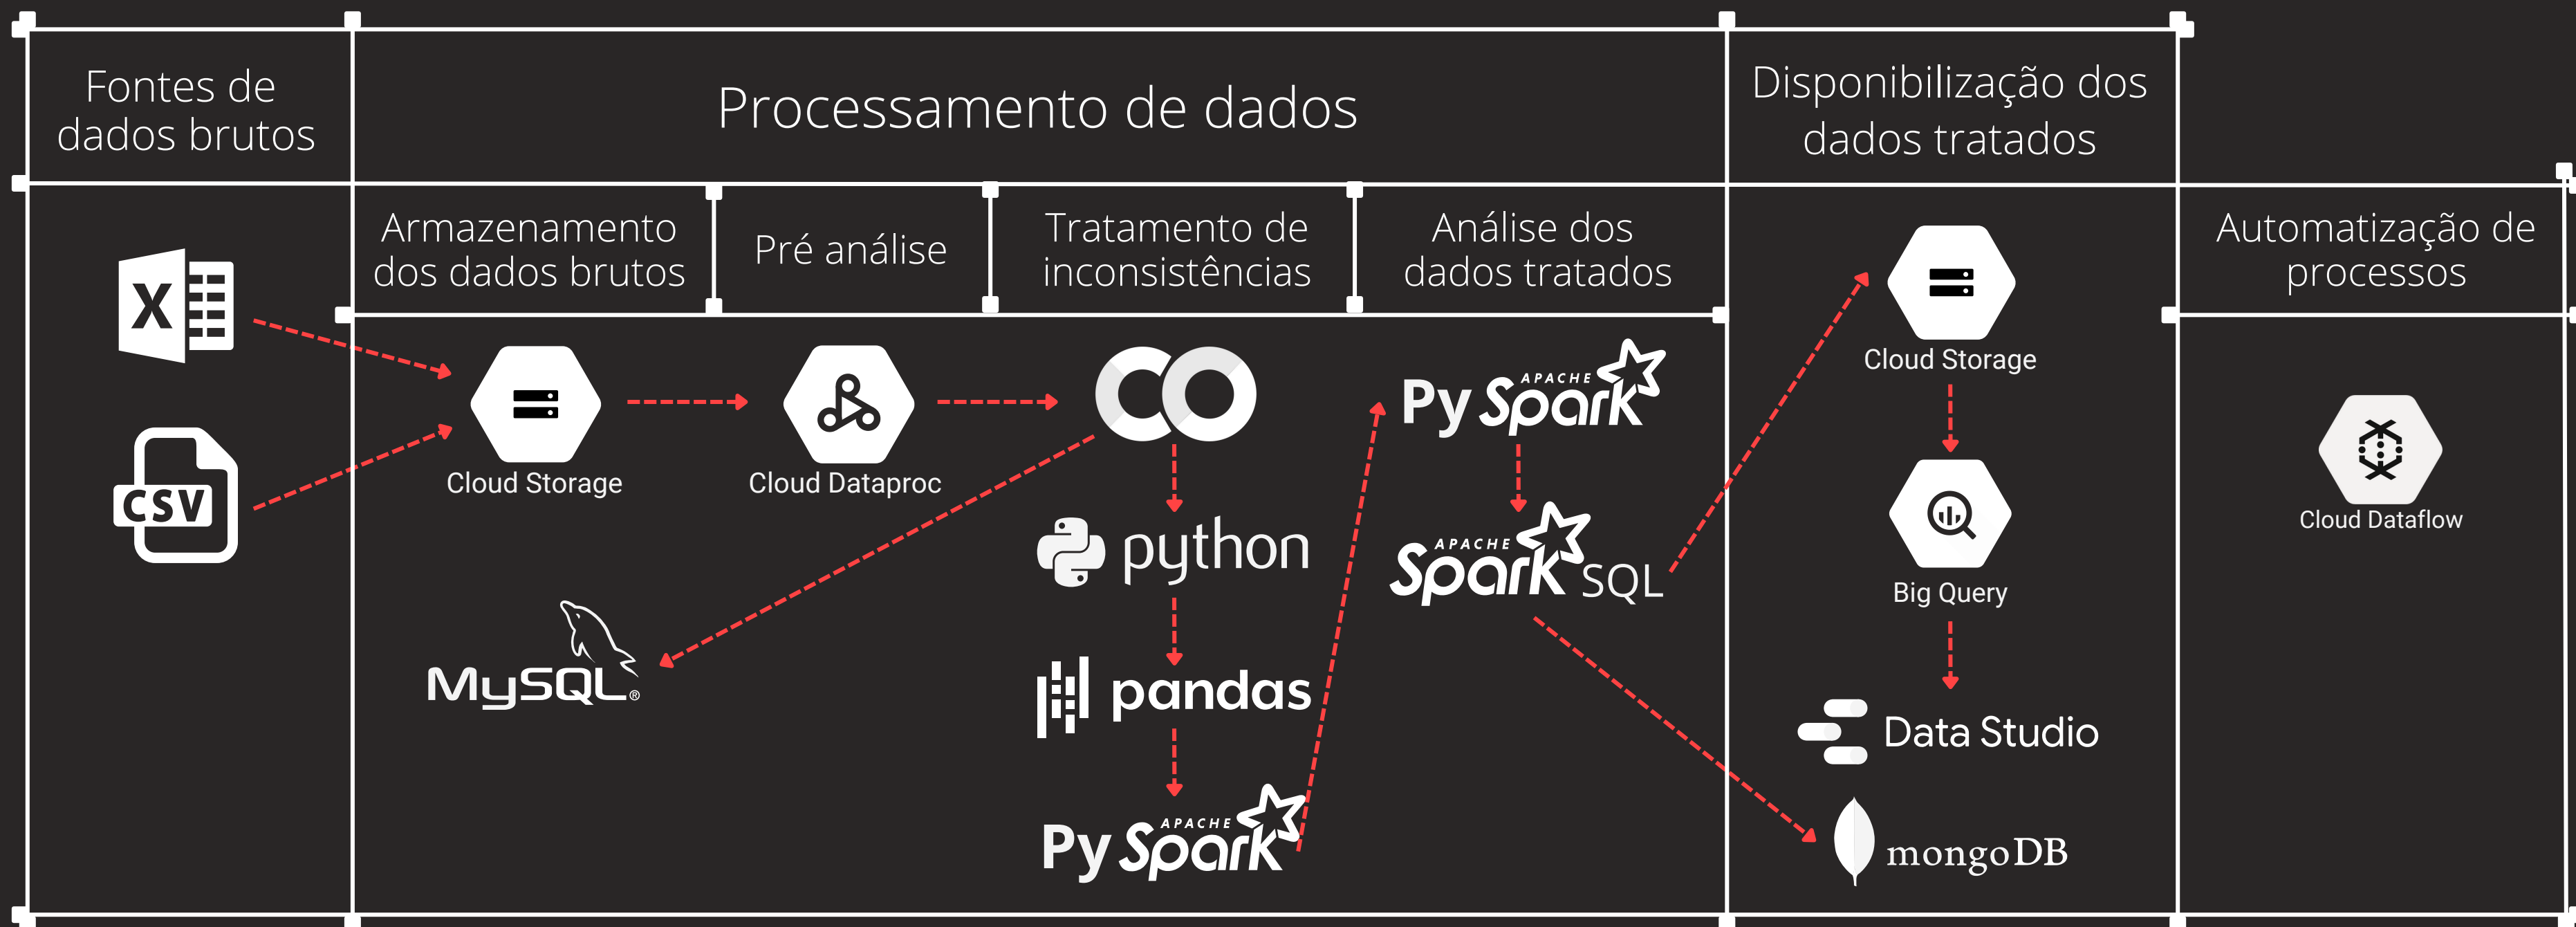 Fontes de
dados brutos
Processamento de dados
Disponibilização dos
dados tratados
Armazenamento
dos dados brutos
Pré análise
Tratamento de
inconsistências
Análise dos
dados tratados
Automatização de
processos
X
CSV
Cloud Storage
MySQL®
Cloud Dataproc
CO
python
pandas
Py APACHE Spark
Py APACHE Spark
APACHE Spark SQL
Cloud Storage
Big Query
Data Studio
mongoDB
Cloud Dataflow